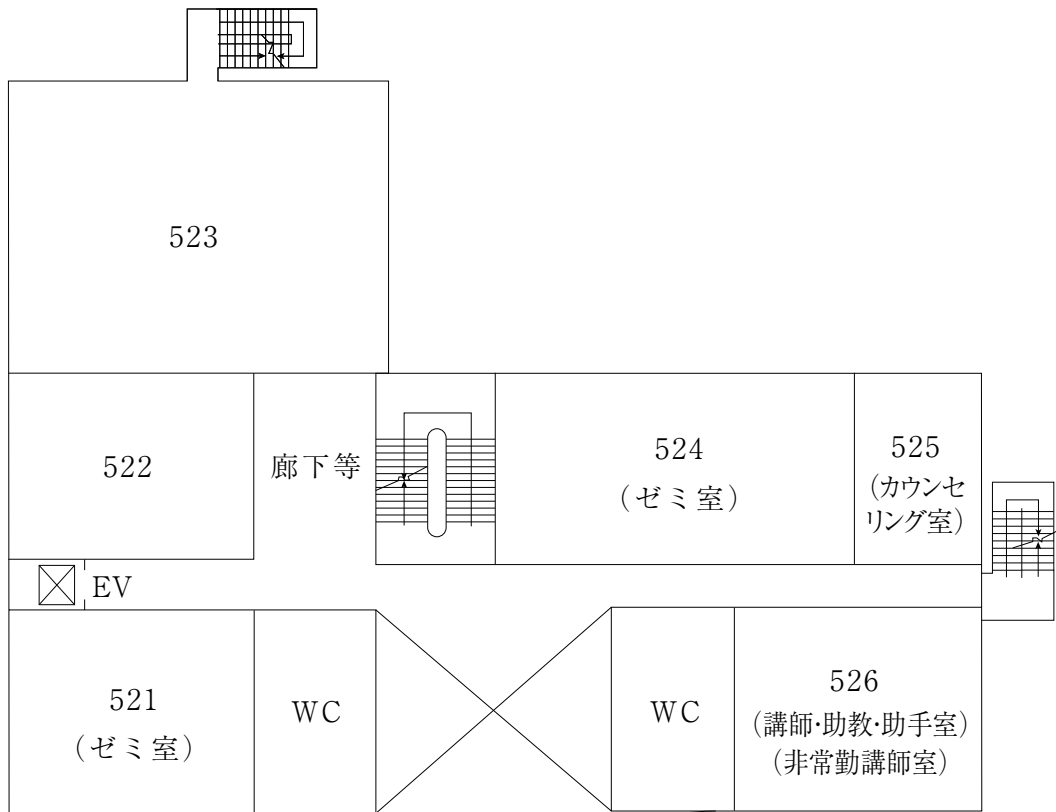 523
522
廊下等
524
（ゼミ室）
525
（カウンセ
リング室）
EV
521
（ゼミ室）
WC
WC
526
（講師・助教・助手室）
（非常勤講師室）